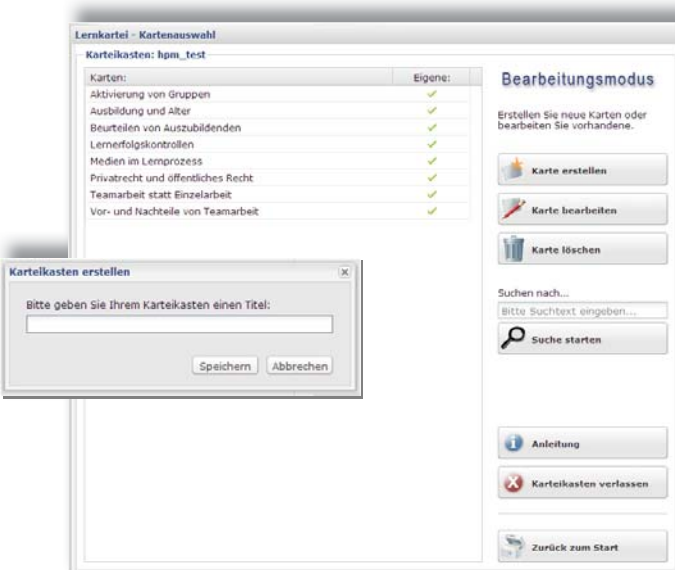 Lernkartei - Kartenauswahl
Karteikasten: hpm_test
Karten: Eigene:
Aktivierung von Gruppen
Ausbildung und Alter
Beurteilen von Auszubildenden
Lernerfolgskontrollen
Medien im Lernprozess
Privatrecht und öffentliches Recht
Teamarbeit statt Einzelarbeit
Vor- und Nachteile von Teamarbeit
Bearbeitungsmodus
Erstellen Sie neue Karten oder
bearbeiten Sie vorhandene.
Karte erstellen
Karte bearbeiten
Karte löschen
Suchen nach...
Bitte Suchtext eingeben...
Suche starten
Anleitung
Karteikasten verlassen
Zurück zum Start
Karteikasten erstellen
Bitte geben Sie Ihrem Karteikasten einen Titel:
Speichern Abbrechen